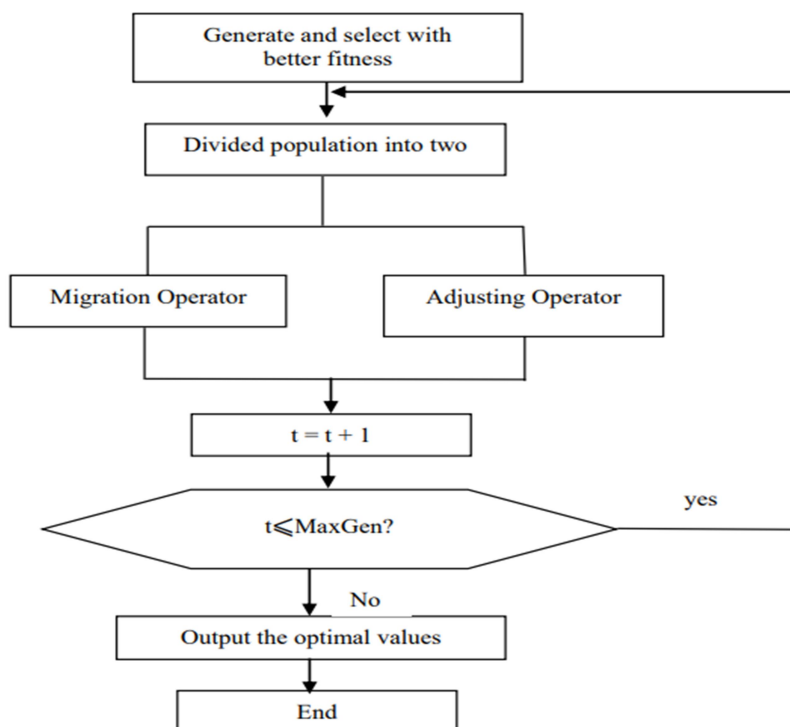 Generate and select with
better fitness
Divided population into two
Migration Operator
Adjusting Operator
t = t + 1
t⩽MaxGen?
yes
No
Output the optimal values
End